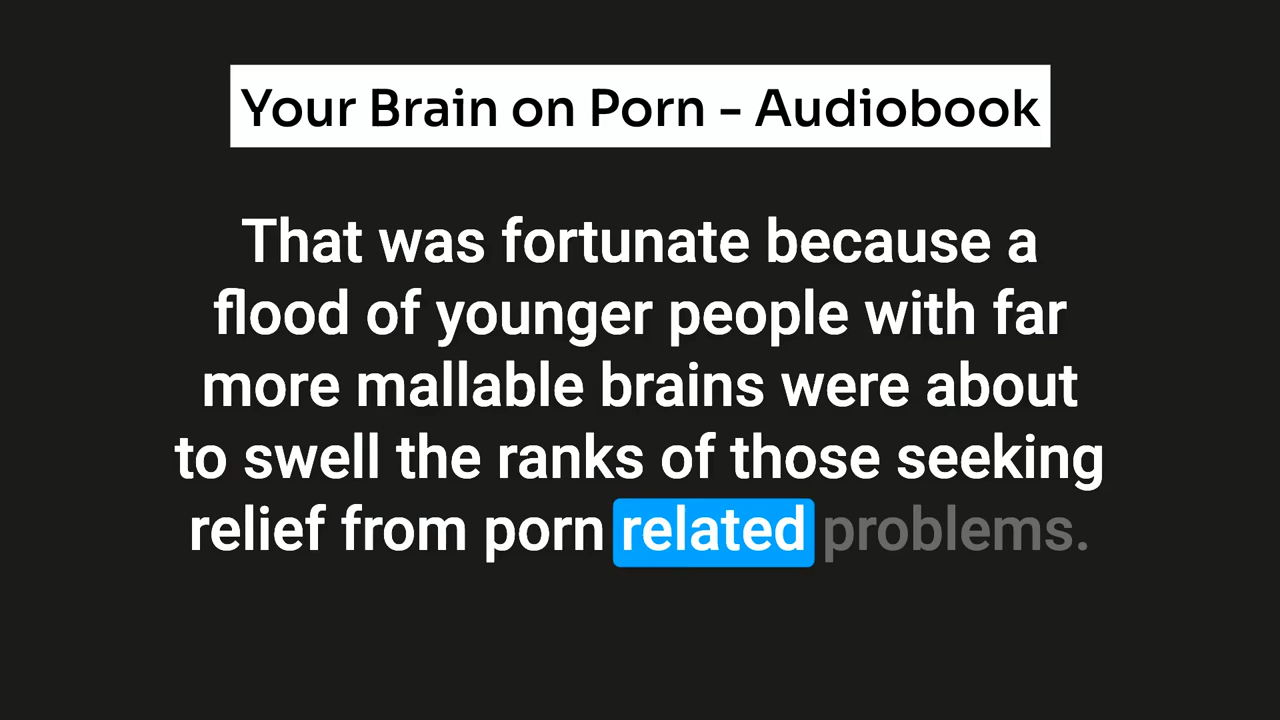 Your Brain on Porn - Audiobook
That was fortunate because a
flood of younger people with far
more mallable brains were about
to swell the ranks of those seeking
relief from porn related problems.